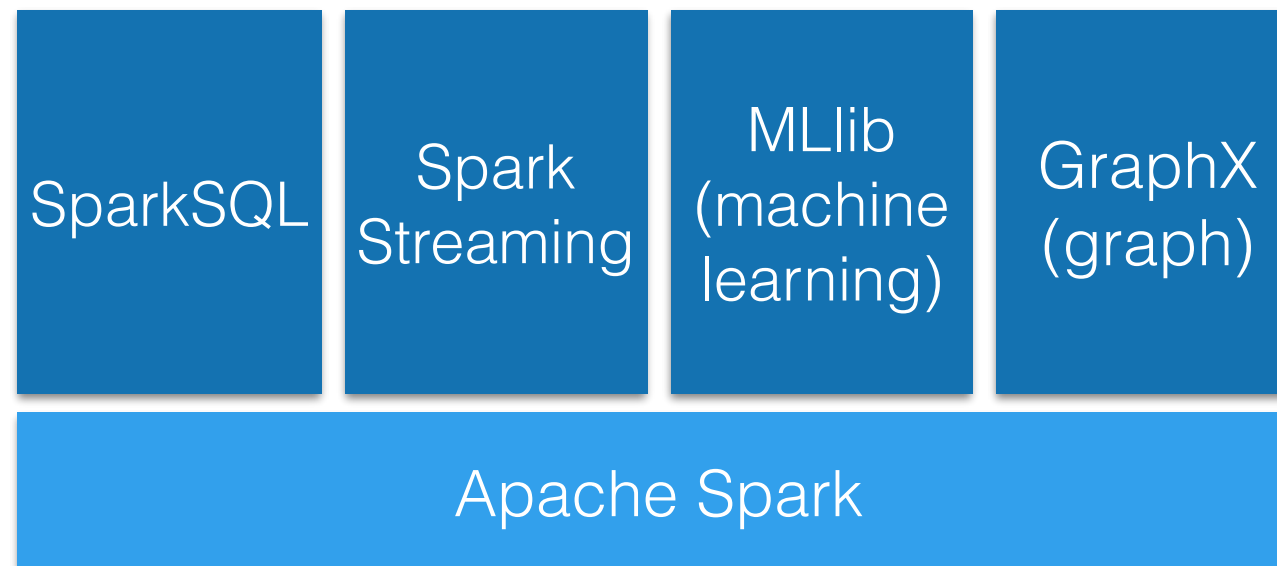 SparkSQL
Spark
Streaming
MLlib
(machine
learning)
GraphX
(graph)
Apache Spark